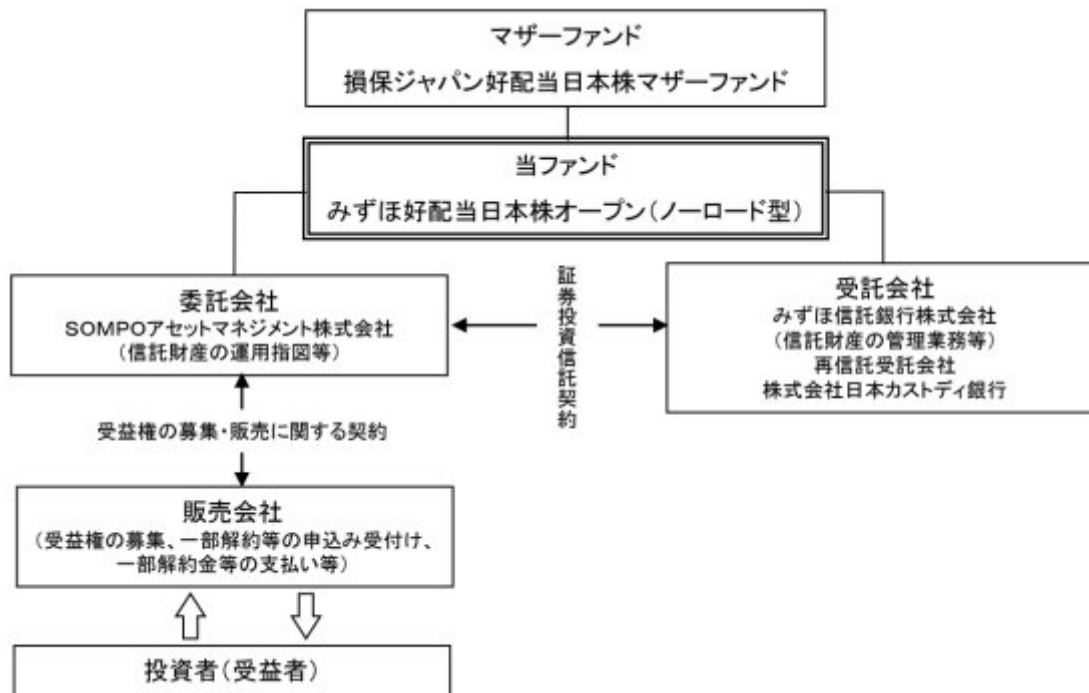 マザーファンド
損保ジャパン好配当日本株マザーファンド
当ファンド
みずほ好配当日本株オープン(ノーロード型)
委託会社
SOMPOアセットマネジメント株式会社
(信託財産の運用指図等)
証券投資信託契約
受託会社
みずほ信託銀行株式会社
(信託財産の管理業務等)
再信託受託会社
株式会社日本カストディ銀行
受益権の募集・販売に関する契約
販売会社
(受益権の募集、一部解約等の申込み受付け、
一部解約金等の支払い等)
投資者(受益者)